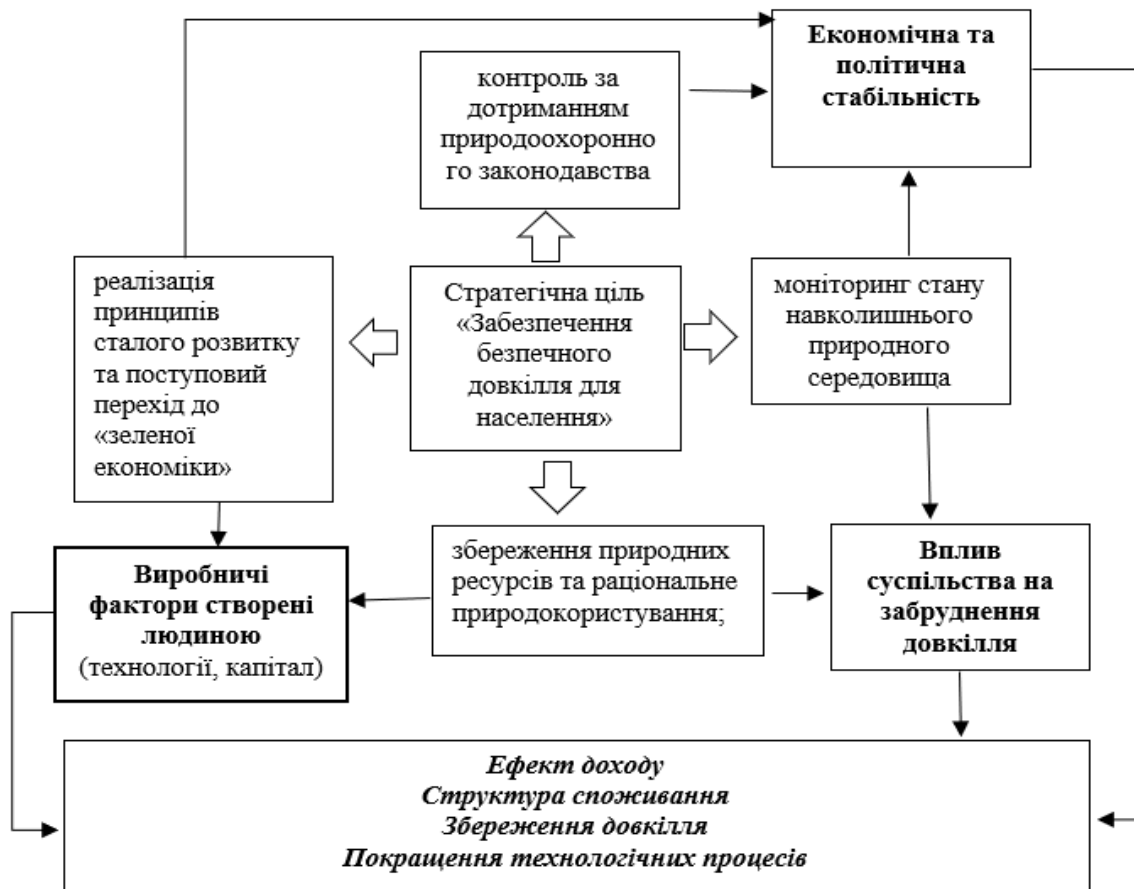 Економічна та
політична
стабільність
контроль за
дотриманням
природоохоронно
го законодавства
реалізація
принципів
сталого розвитку
та поступовий
перехід до
«зеленої
економіки»
Стратегічна ціль
«Забезпечення
безпечного
довкілля для
населення»
моніторинг стану
навколишнього
природного
середовища
Виробничі
фактори створені
людиною
(технології, капітал)
збереження природних
ресурсів та раціональне
природокористування;
Вплив
суспільства на
забруднення
довкілля
Ефект доходу
Структура споживання
Збереження довкілля
Покращення технологічних процесів